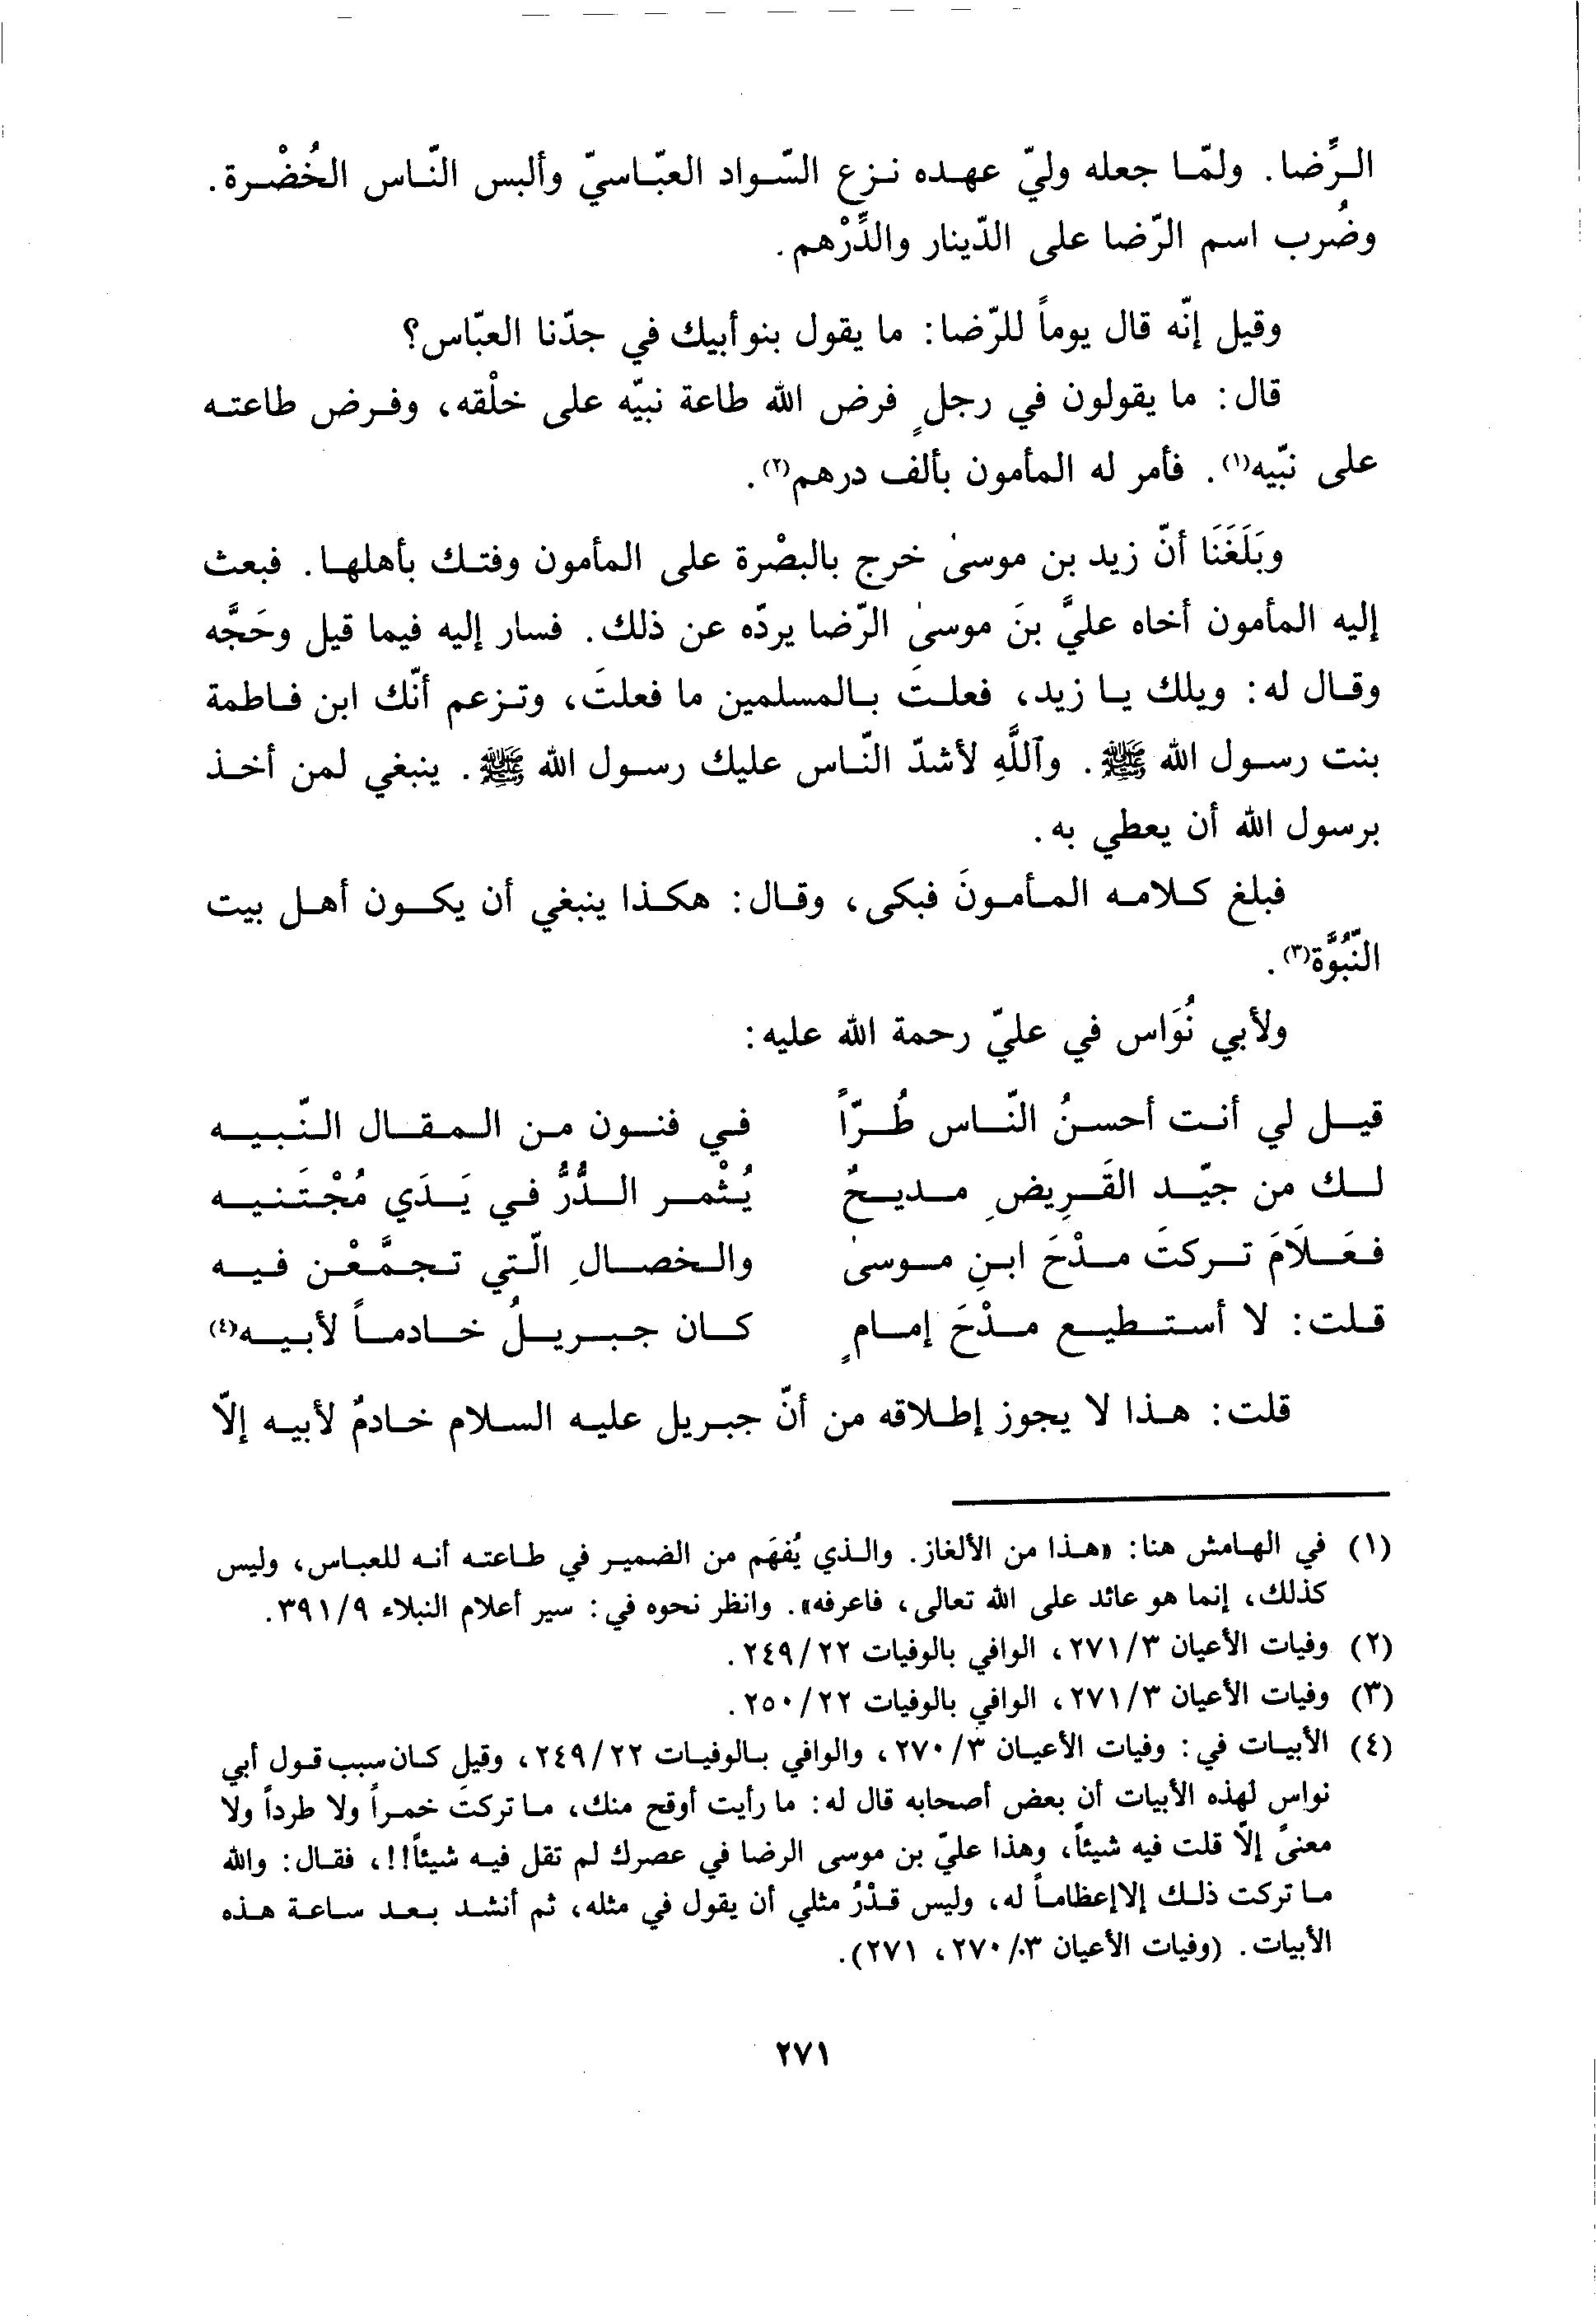 الرِّضا. ولمّا جعله وليّ عهده نزع السّواد العبّاسيّ وألبس النّاس الخُضْرة.
وضُرب اسم الرّضا على الدّينار والدِّرْهم.
وقيل إنّه قال يوماً للرّضا: ما يقول بنو أبيك في جدّنا العبّاس؟
قال: ما يقولون في رجلٍ فرض الله طاعة نبيّه على خلْقه، وفرض طاعته
على نبّيه(١). فأمر له المأمون بألف درهم(٢).
وبَلَغَنَا أنّ زيد بن موسىٰ خرج بالبصْرة على المأمون وفتك بأهلها. فبعث
إليه المأمون أخاه عليَّ بنَ موسىٰ الرّضا يردّه عن ذلك. فسار إليه فيما قيل وحَجَّه
وقال له: ويلك يا زيد، فعلتَ بالمسلمين ما فعلتَ، وتزعم أنّك ابن فاطمة
بنت رسول الله ﷺ. وٱللَّهِ لأشدّ النّاس عليك رسول الله ﷺ. ينبغي لمن أخذ
برسول الله أن يعطي به.
فبلغ كلامه المأمونَ فبكى، وقال: هكذا ينبغي أن يكون أهل بيت
النّبُوَّة(٣).
ولأبي نُوَاس في عليّ رحمة الله عليه:
قيل لي أنت أحسنُ النّاس طُرّاً في فنون من المقال النّبيه
لك من جيّد القَرِيضِ مديحٌ يُثْمر الدُّرُّ في يَدَي مُجْتَنيه
فعَلَامَ تركتَ مدْحَ ابنِ موسىٰ والخصالِ الّتي تجمَّعْن فيه
قلت: لا أستطيع مدْحَ إمامٍ كان جبريلُ خادماً لأبيه(٤)
قلت: هذا لا يجوز إطلاقه من أنّ جبريل عليه السلام خادمٌ لأبيه إلّا
(١) في الهامش هنا: «هذا من الألغاز. والذي يُفهَم من الضمير في طاعته أنه للعباس، وليس
كذلك، إنما هو عائد على الله تعالى، فاعرفه». وانظر نحوه في: سير أعلام النبلاء ٣٩١/٩.
(٢) وفيات الأعيان ٢٧١/٣، الوافي بالوفيات ٢٤٩/٢٢.
(٣) وفيات الأعيان ٢٧١/٣، الوافي بالوفيات ٢٥٠/٢٢.
(٤) الأبيات في: وفيات الأعيان ٢٧٠/٣، والوافي بالوفيات ٢٤٩/٢٢، وقيل كان سبب قول أبي
نواس لهذه الأبيات أن بعض أصحابه قال له: ما رأيت أوقح منك، ما تركتَ خمراً ولا طرداً ولا
معنىً إلّا قلت فيه شيئاً، وهذا عليّ بن موسى الرضا في عصرك لم تقل فيه شيئاً!!، فقال: والله
ما تركت ذلك إلا إعظاماً له، وليس قدْرُ مثلي أن يقول في مثله، ثم أنشد بعد ساعة هذه
الأبيات. (وفيات الأعيان ٢٧٠/٣، ٢٧١).
٢٧١